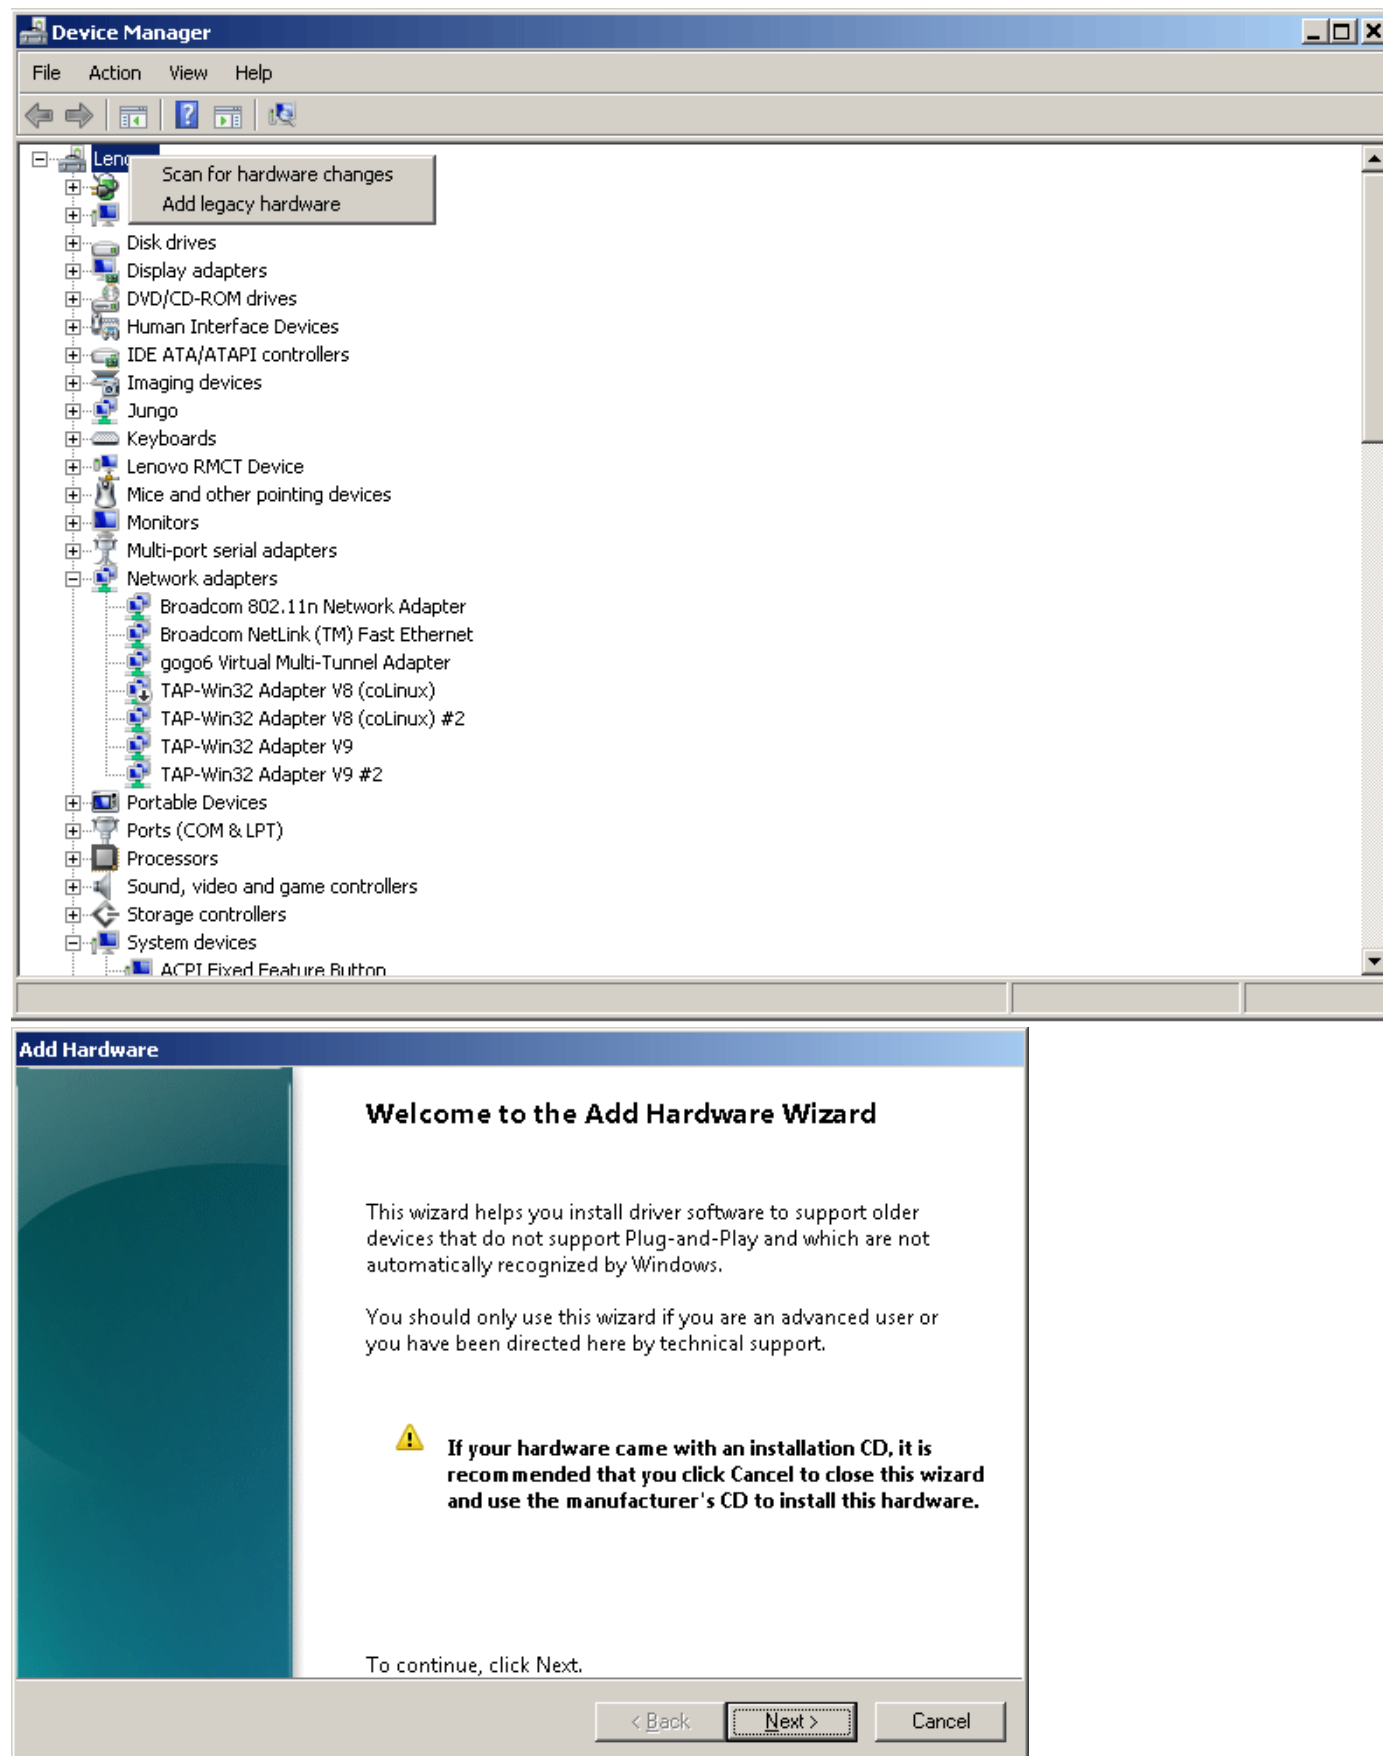 Device Manager
File Action View Help
Scan for hardware changes
Add legacy hardware
Disk drives
Display adapters
DVD/CD-ROM drives
Human Interface Devices
IDE ATA/ATAPI controllers
Imaging devices
Jungo
Keyboards
Lenovo RMCT Device
Mice and other pointing devices
Monitors
Multi-port serial adapters
Network adapters
Broadcom 802.11n Network Adapter
Broadcom NetLink (TM) Fast Ethernet
gogo6 Virtual Multi-Tunnel Adapter
TAP-Win32 Adapter V8 (coLinux)
TAP-Win32 Adapter V8 (coLinux) #2
TAP-Win32 Adapter V9
TAP-Win32 Adapter V9 #2
Portable Devices
Ports (COM & LPT)
Processors
Sound, video and game controllers
Storage controllers
System devices
ACPI Fixed Feature Button
Add Hardware
Welcome to the Add Hardware Wizard
This wizard helps you install driver software to support older
devices that do not support Plug-and-Play and which are not
automatically recognized by Windows.
You should only use this wizard if you are an advanced user or
you have been directed here by technical support.
If your hardware came with an installation CD, it is
recommended that you click Cancel to close this wizard
and use the manufacturer's CD to install this hardware.
To continue, click Next.
< Back Next > Cancel